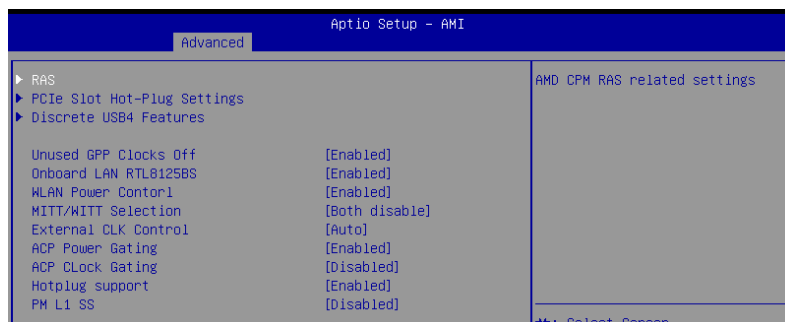 Aptio Setup - AMI
Advanced
RAS
PCIe Slot Hot-Plug Settings
Discrete USB4 Features
Unused GPP Clocks Off [Enabled]
Onboard LAN RTL8125BS [Enabled]
WLAN Power Contorl [Enabled]
MITT/WITT Selection [Both disable]
External CLK Control [Auto]
ACP Power Gating [Enabled]
ACP CLock Gating [Disabled]
Hotplug support [Enabled]
PM L1 SS [Disabled]
AMD CPM RAS related settings
: Select Screen